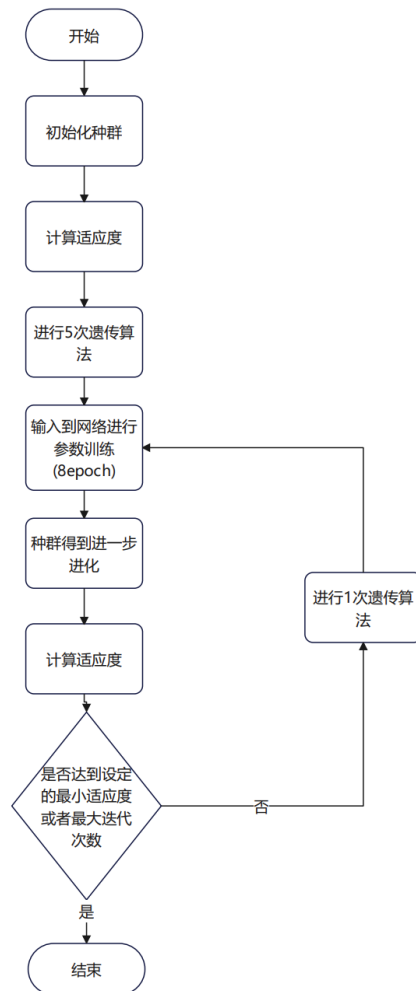 开始
初始化种群
计算适应度
进行5次遗传算
法
输入到网络进行
参数训练
(8epoch)
种群得到进一步
进化
进行1次遗传算
法
计算适应度
是否达到设定
的最小适应度
或者最大迭代
次数
否
是
结束